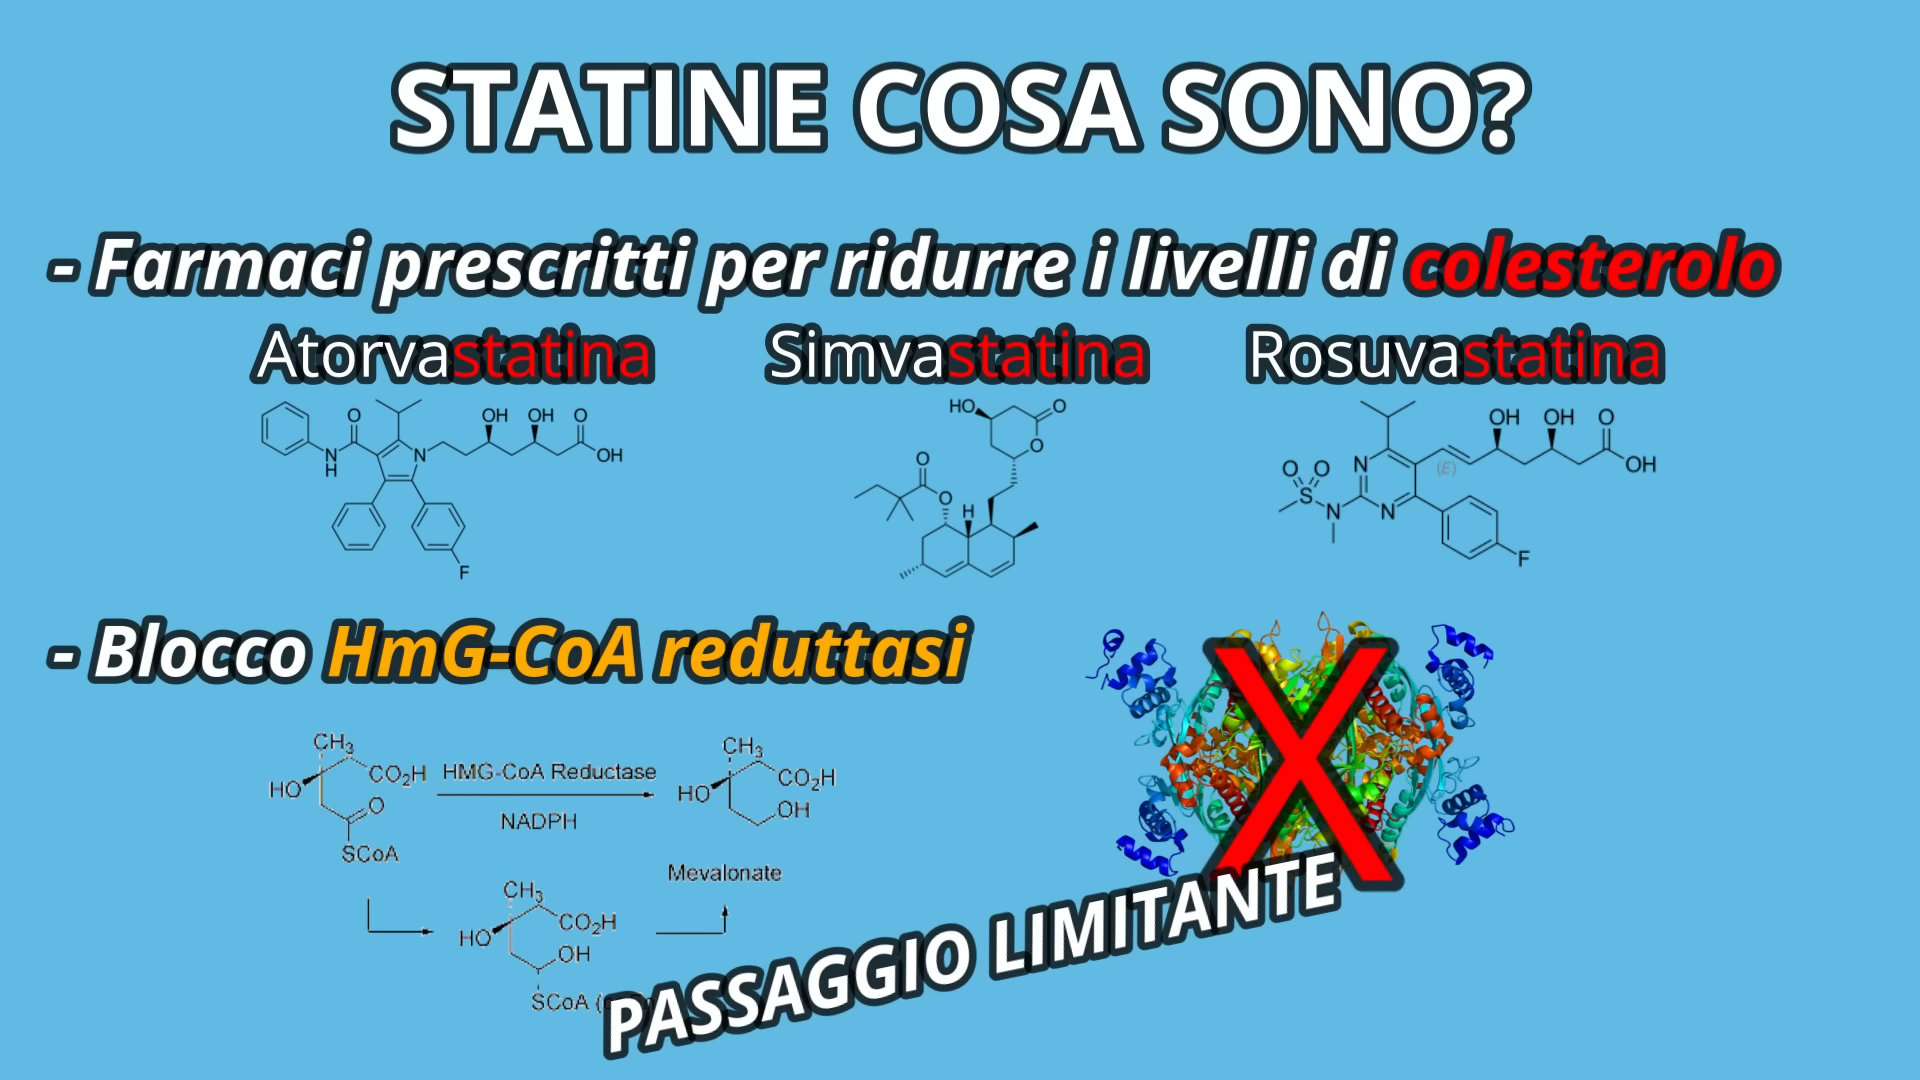 STATINE COSA SONO?
- Farmaci prescritti per ridurre i livelli di colesterolo
Atorvastatina Simvastatina Rosuvastatina
O OH OH O
N H N OH
F
HO O
O
O
O H
OH OH O
O O N (E) OH
S N N
F
- Blocco HmG-CoA reduttasi
CH3 CH3
CO2H HMG-CoA Reductase CO2H
HO O HO
NADPH OH
SCoA
Mevalonate
CH3
CO2H
HO OH
SCoA
PASSAGGIO LIMITANTE